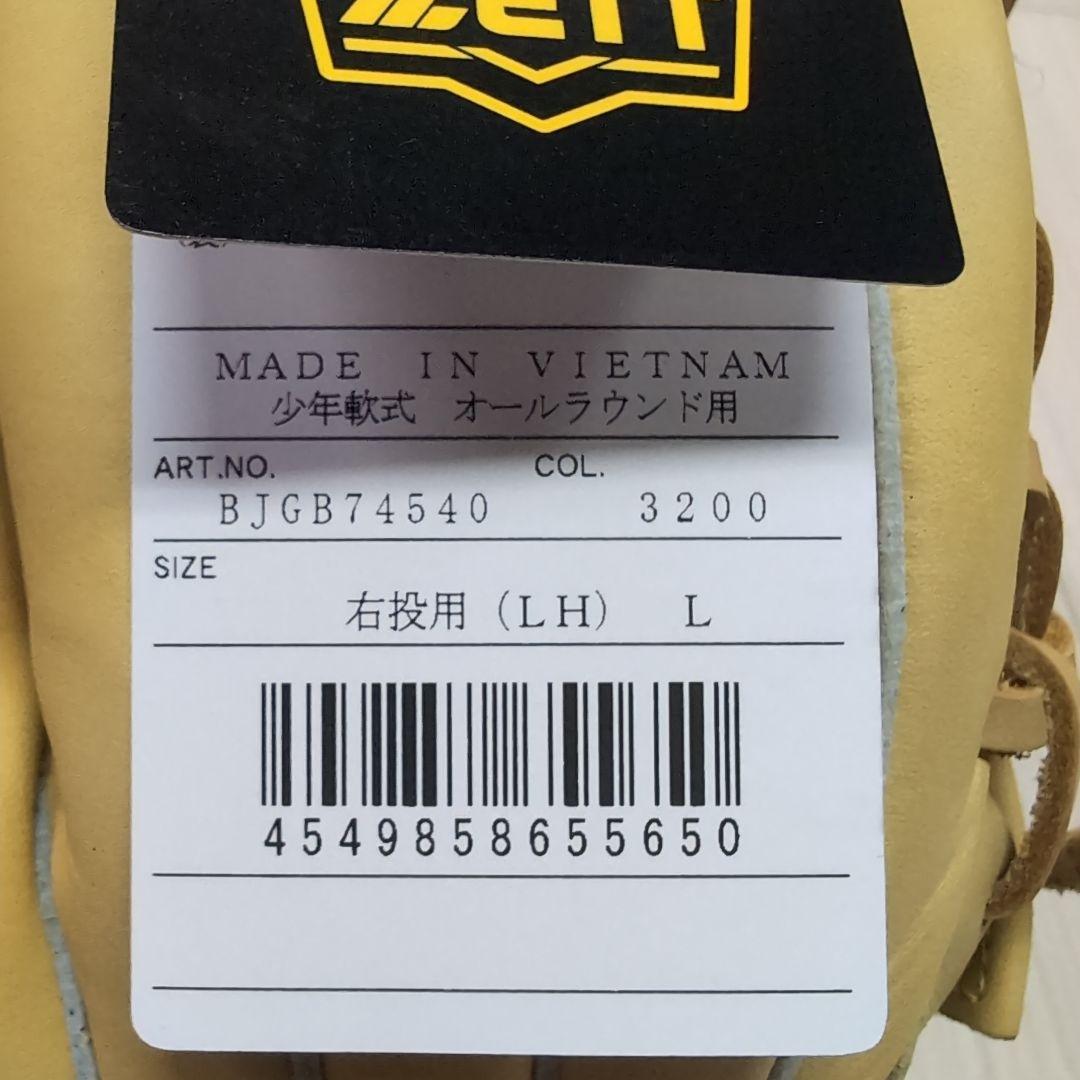 ZETT
MADE IN VIETNAM
少年軟式 オールラウンド用
ART.NO. COL.
BJGB74540 3200
SIZE
右投用(LH) L
4549858655650